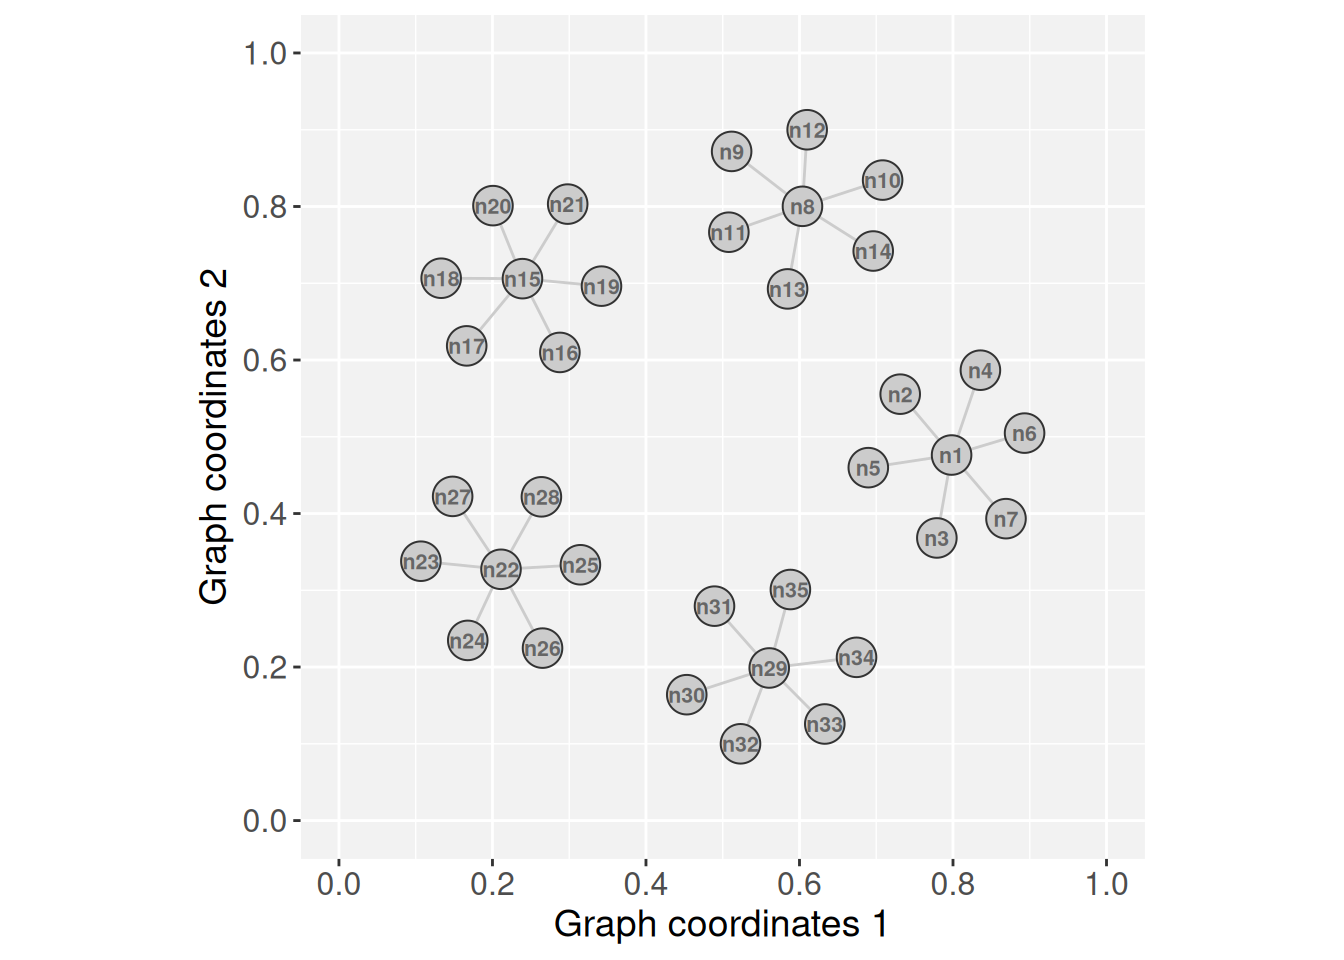 1.0
n12
n9
n10
n20
n21
0.8
n8
n11
n14
n18
n15
n19
n13
n17
n16
0.6
n4
n2
n6
n1
n5
n27
n28
0.4
n7
n3
n23
n22
n25
n35
n31
n24
n26
n34
0.2
n29
n30
n33
n32
0.0
Graph coordinates 2
0.0 0.2 0.4 0.6 0.8 1.0
Graph coordinates 1